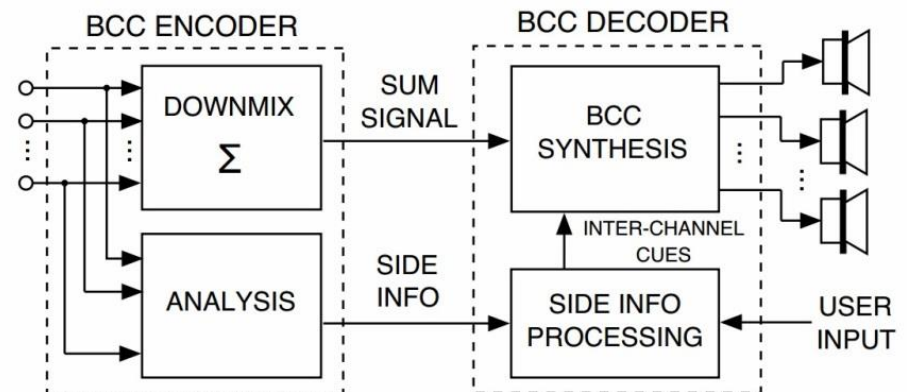 BCC ENCODER
BCC DECODER
DOWNMIX
Σ
SUM
SIGNAL
BCC
SYNTHESIS
INTER-CHANNEL
CUES
ANALYSIS
SIDE
INFO
SIDE INFO
PROCESSING
USER
INPUT